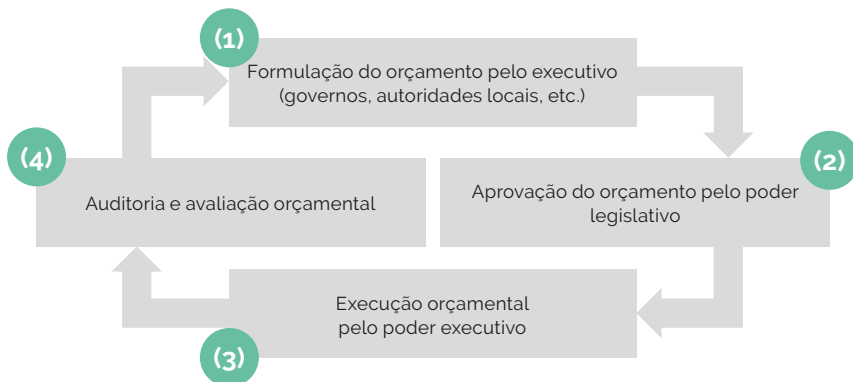 (1)
Formulação do orçamento pelo executivo
(governos, autoridades locais, etc.)
(2)
Aprovação do orçamento pelo poder
legislativo
(3)
Execução orçamental
pelo poder executivo
(4)
Auditoria e avaliação orçamental